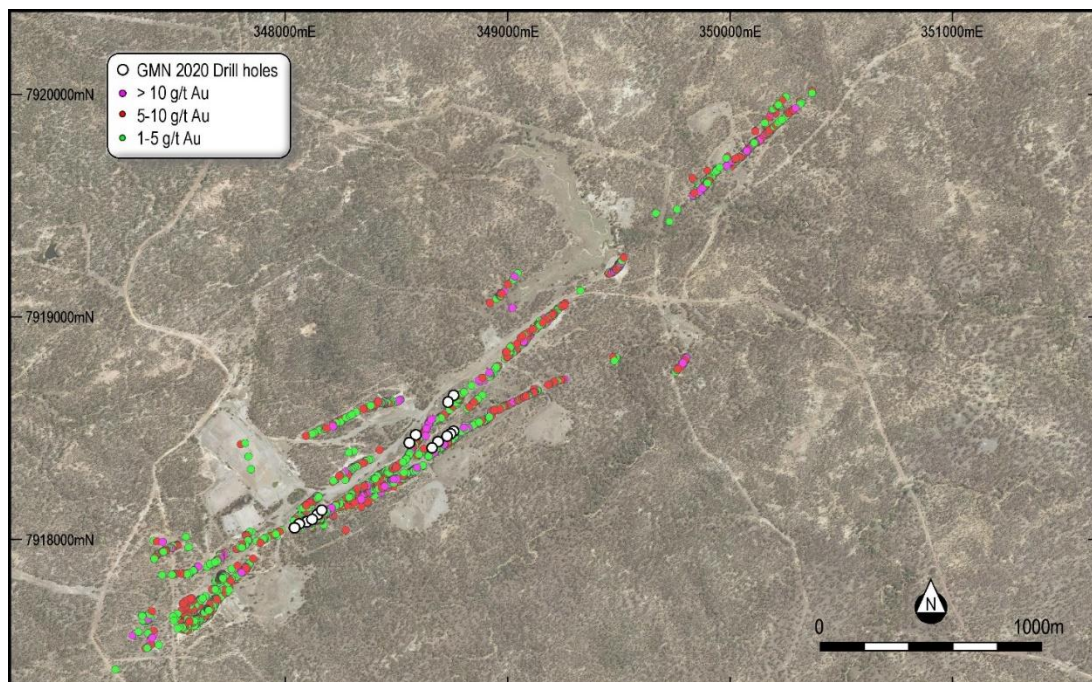 348000mE 349000mE 350000mE 351000mE
GMN 2020 Drill holes
> 10 g/t Au
5-10 g/t Au
1-5 g/t Au
7920000mN
7919000mN
7918000mN
N
0 1000m